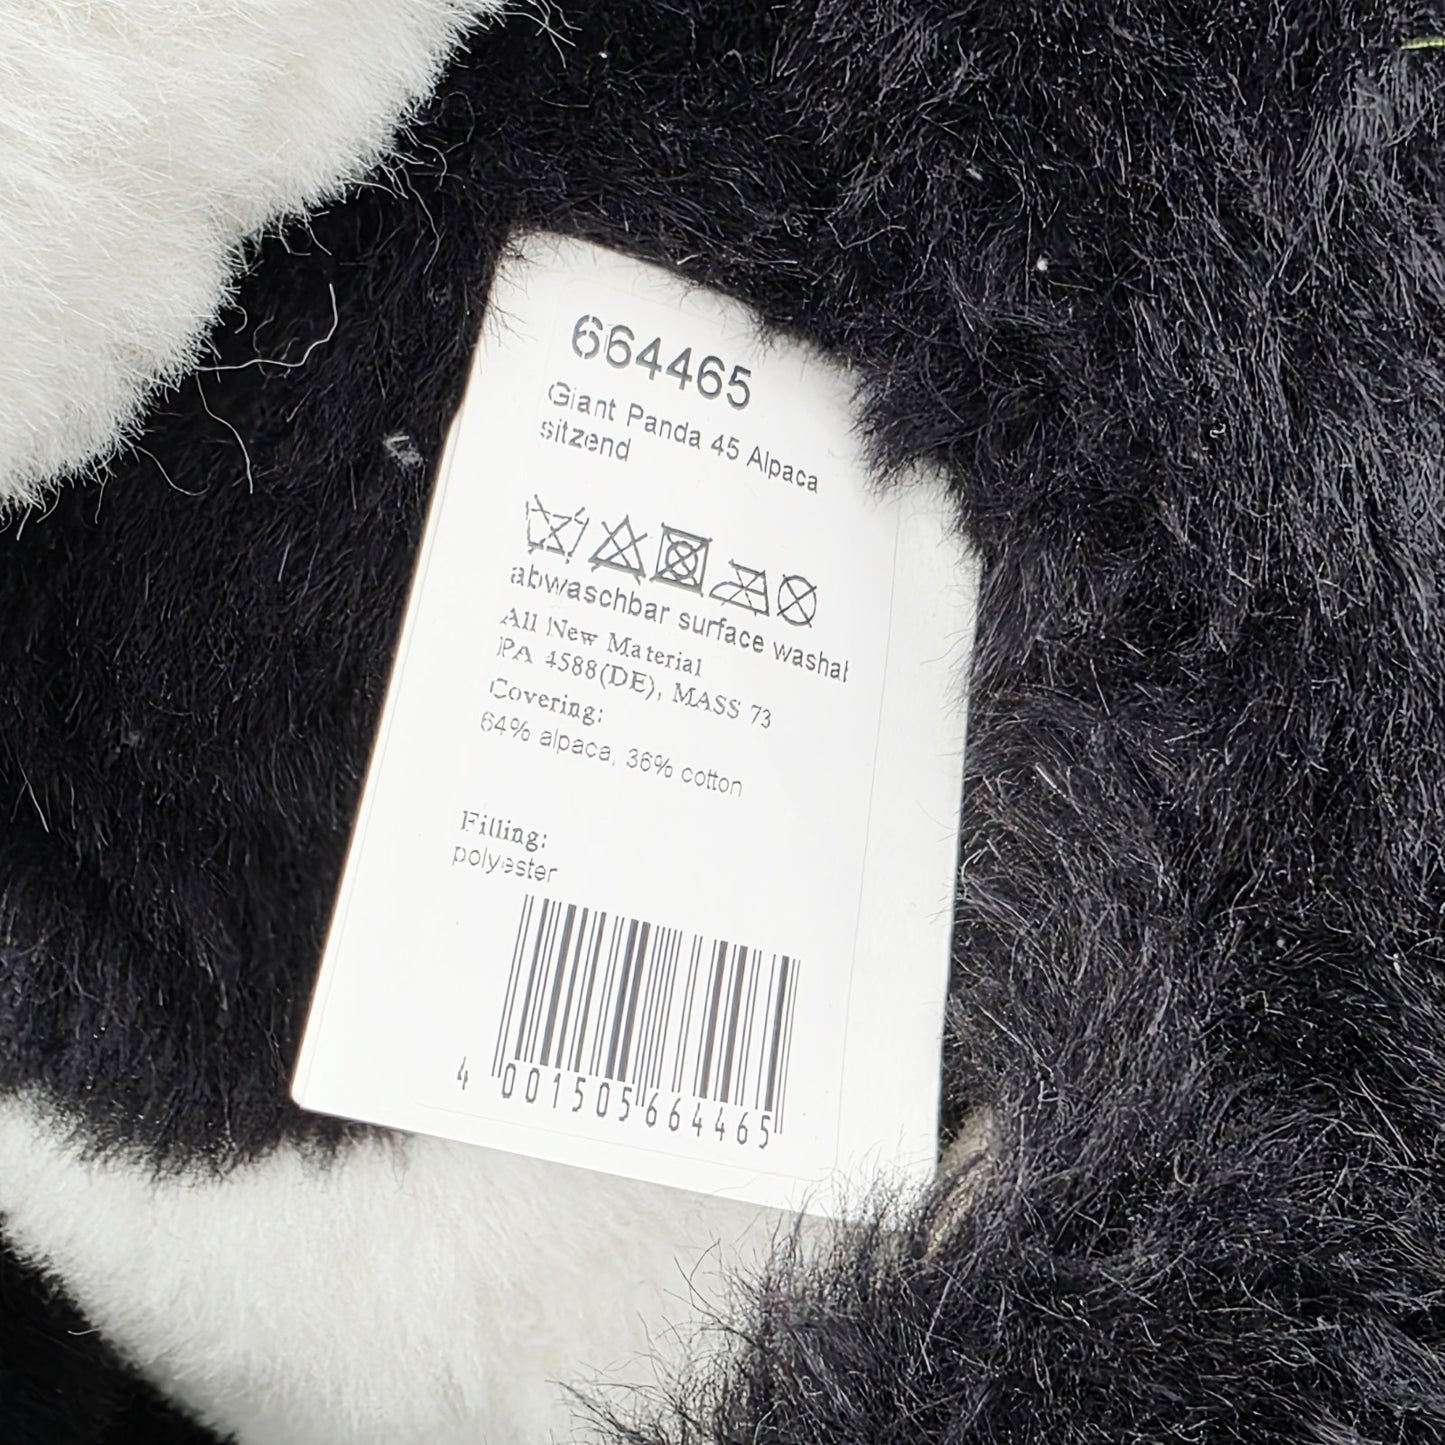 664465
Giant Panda 45 Alpaca
sitzend
abwaschbar surface washal
All New Material
PA 4588(DE), MASS 73
Covering:
64% alpaca, 36% cotton
Filling:
polyester
4 001505 664465